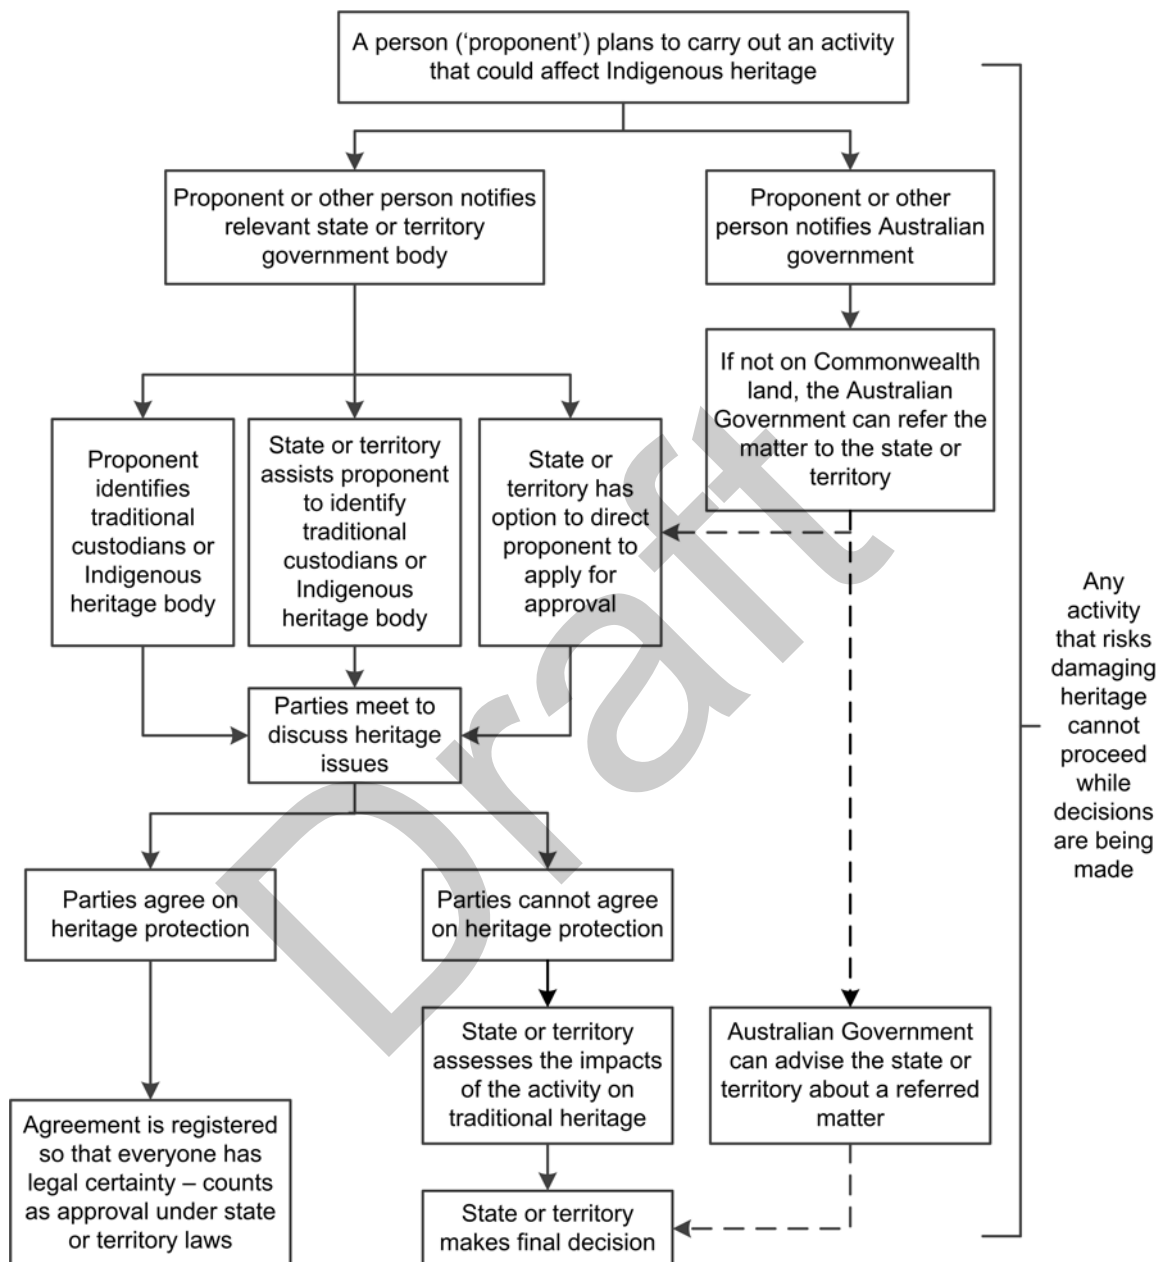 A person (‘proponent’) plans to carry out an activity
that could affect Indigenous heritage
Proponent or other person notifies
relevant state or territory
government body
Proponent or other
person notifies Australian
government
If not on Commonwealth
land, the Australian
Government can refer the
matter to the state or
territory
Proponent
identifies
traditional
custodians or
Indigenous
heritage body
State or territory
assists proponent
to identify
traditional
custodians or
Indigenous
heritage body
State or
territory has
option to direct
proponent to
apply for
approval
Parties meet to
discuss heritage
issues
Parties agree on
heritage protection
Parties cannot agree
on heritage protection
Agreement is registered
so that everyone has
legal certainty – counts
as approval under state
or territory laws
State or territory
assesses the impacts
of the activity on
traditional heritage
State or territory
makes final decision
Australian Government
can advise the state or
territory about a referred
matter
Any
activity
that risks
damaging
heritage
cannot
proceed
while
decisions
are being
made
Draft